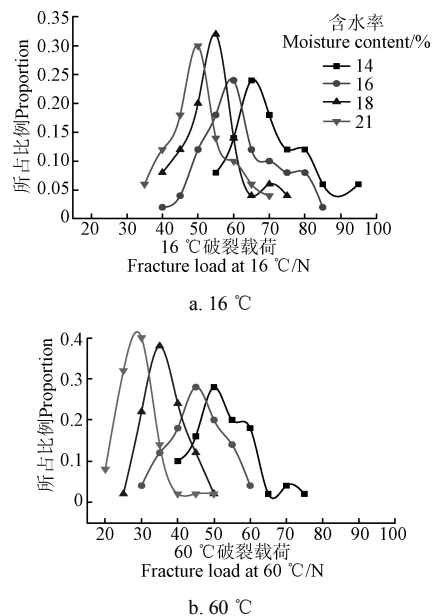 含水率
Moisture content/%
14
16
18
21
所占比例Proportion
0.35
0.30
0.25
0.20
0.15
0.10
0.05
0
20 30 40 50 60 70 80 90 100
16 ℃破裂载荷
Fracture load at 16 ℃/N
a. 16 ℃
所占比例Proportion
0.4
0.3
0.2
0.1
0
20 30 40 50 60 70 80 90 100
60 ℃破裂载荷
Fracture load at 60 ℃/N
b. 60 ℃